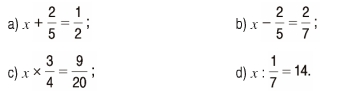 a) x + 2/5 = 1/2 ; b) x − 2/5 = 2/7 ;
c) x × 3/4 = 9/20 ; d) x : 1/7 = 14.